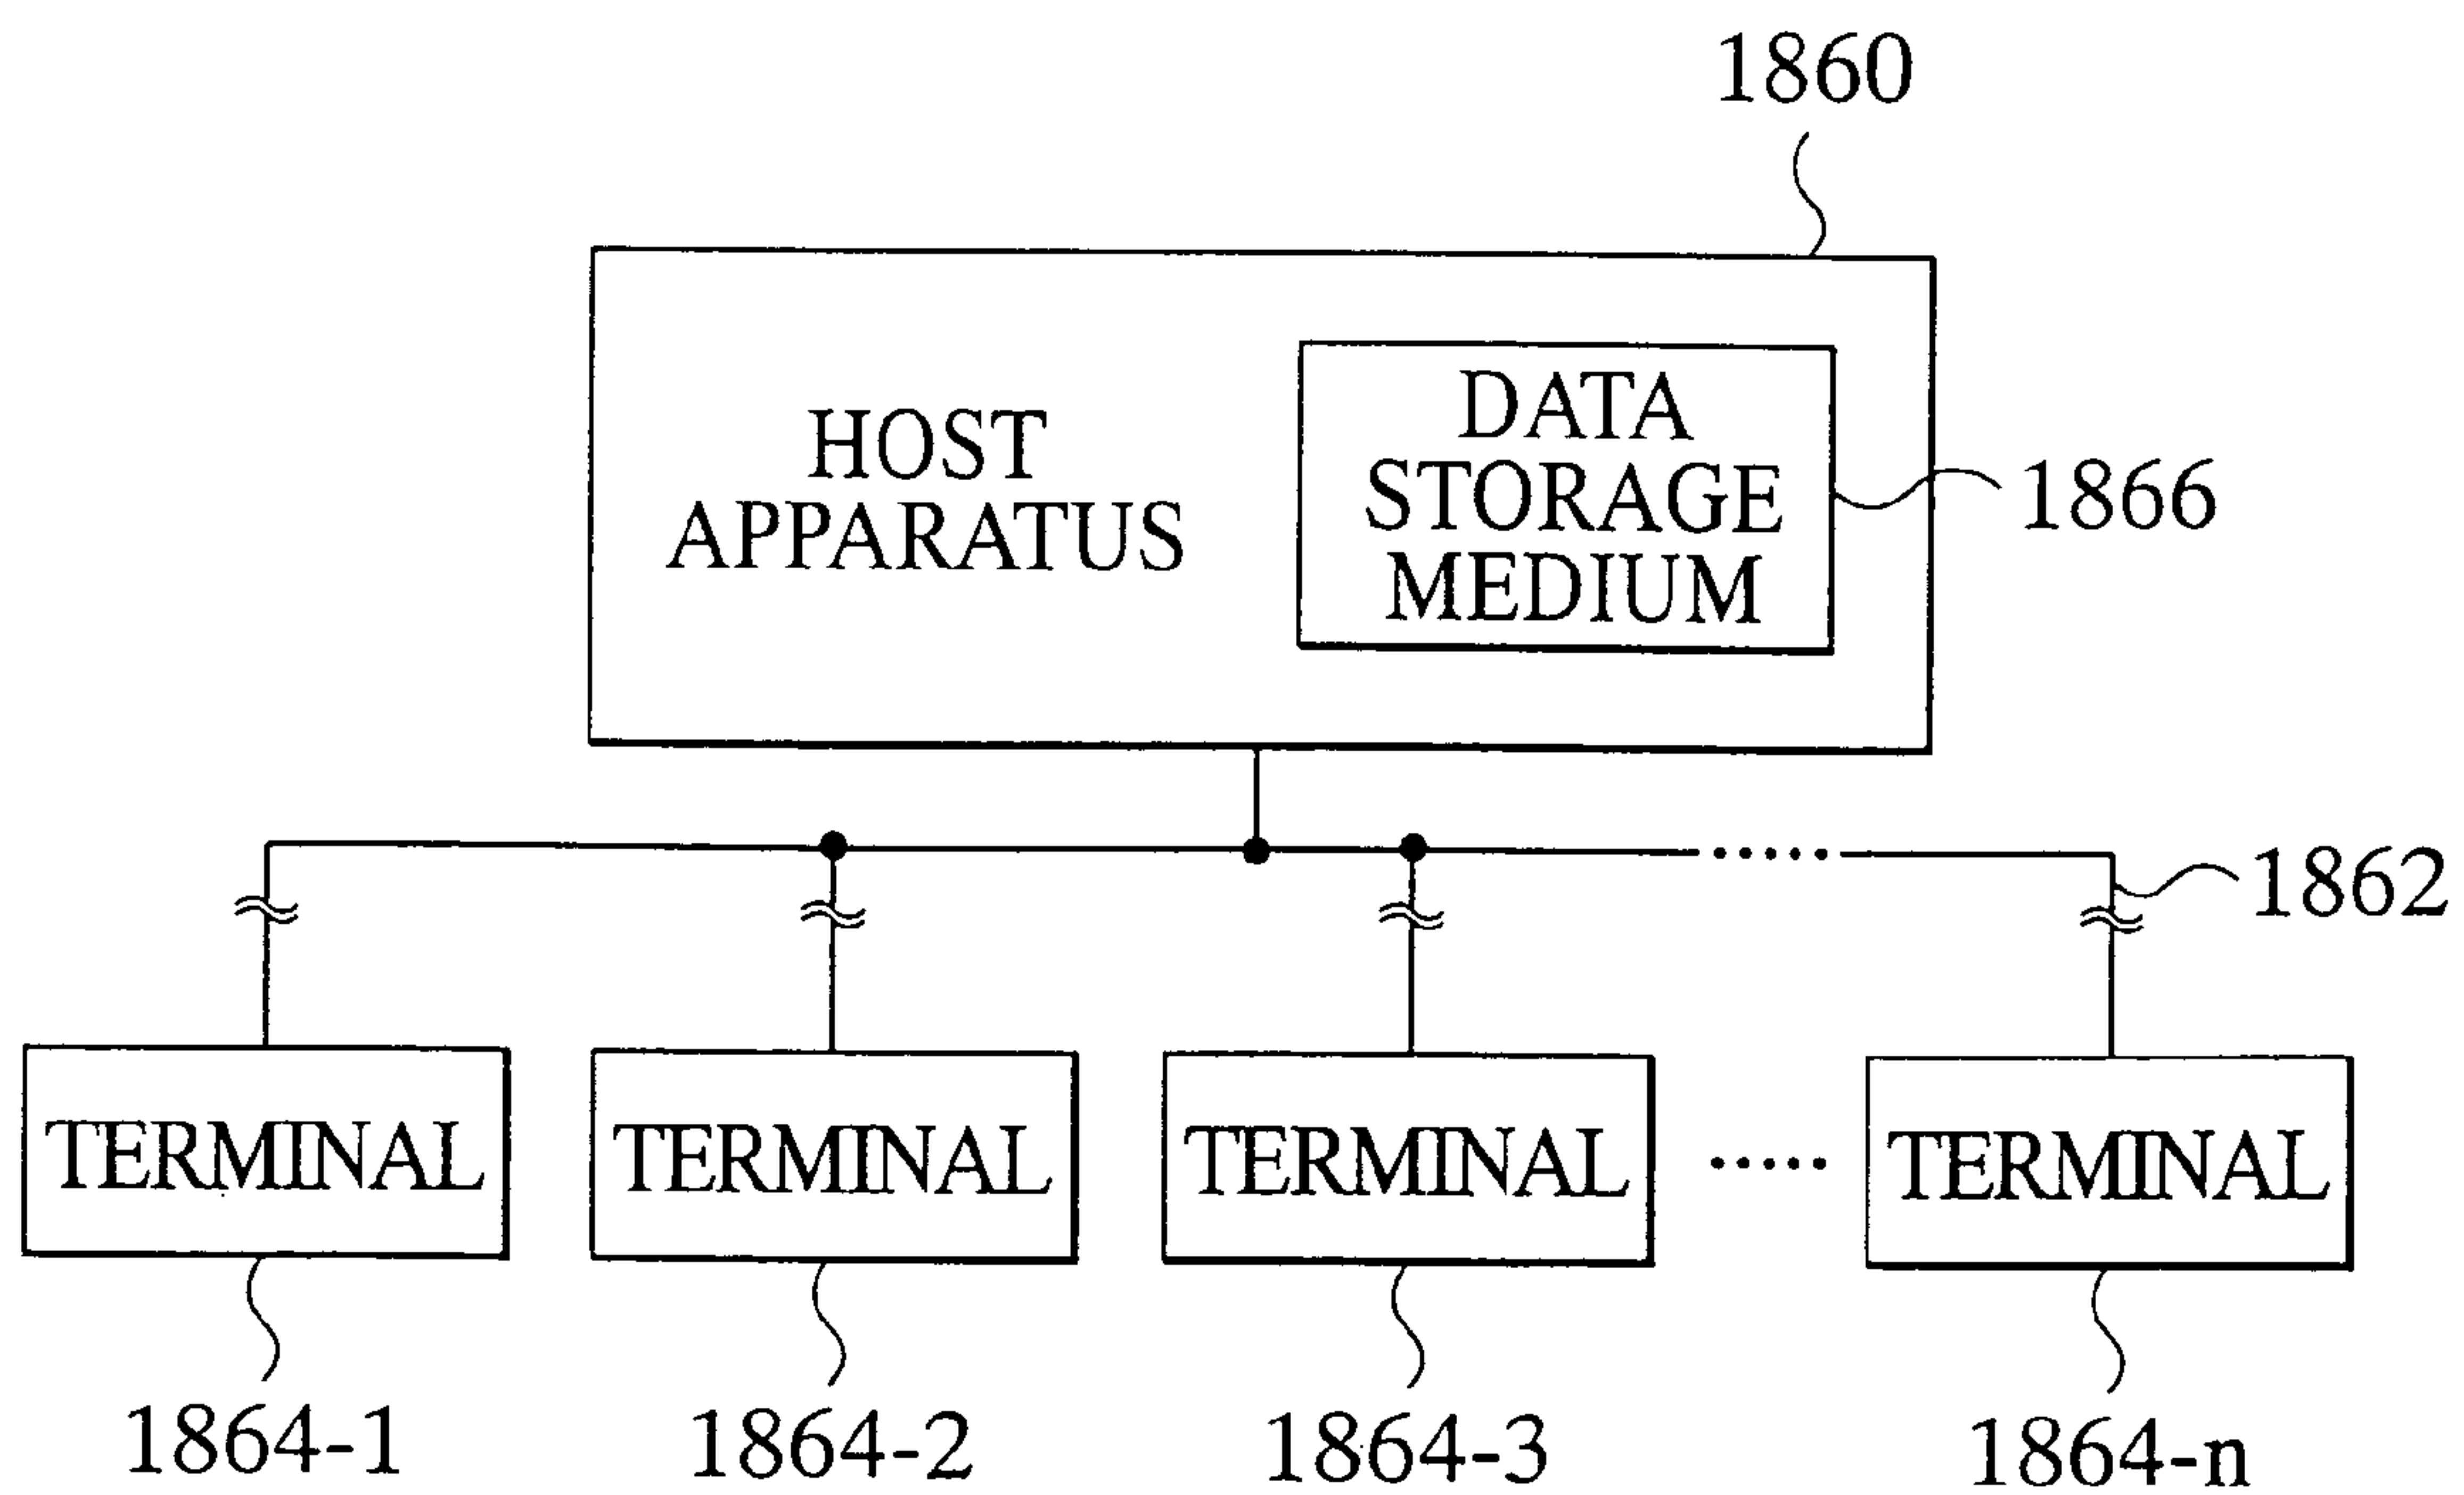 1860
HOST
APPARATUS
DATA
STORAGE
MEDIUM
1866
1862
TERMINAL
TERMINAL
TERMINAL
TERMINAL
1864-1
1864-2
1864-3
1864-n